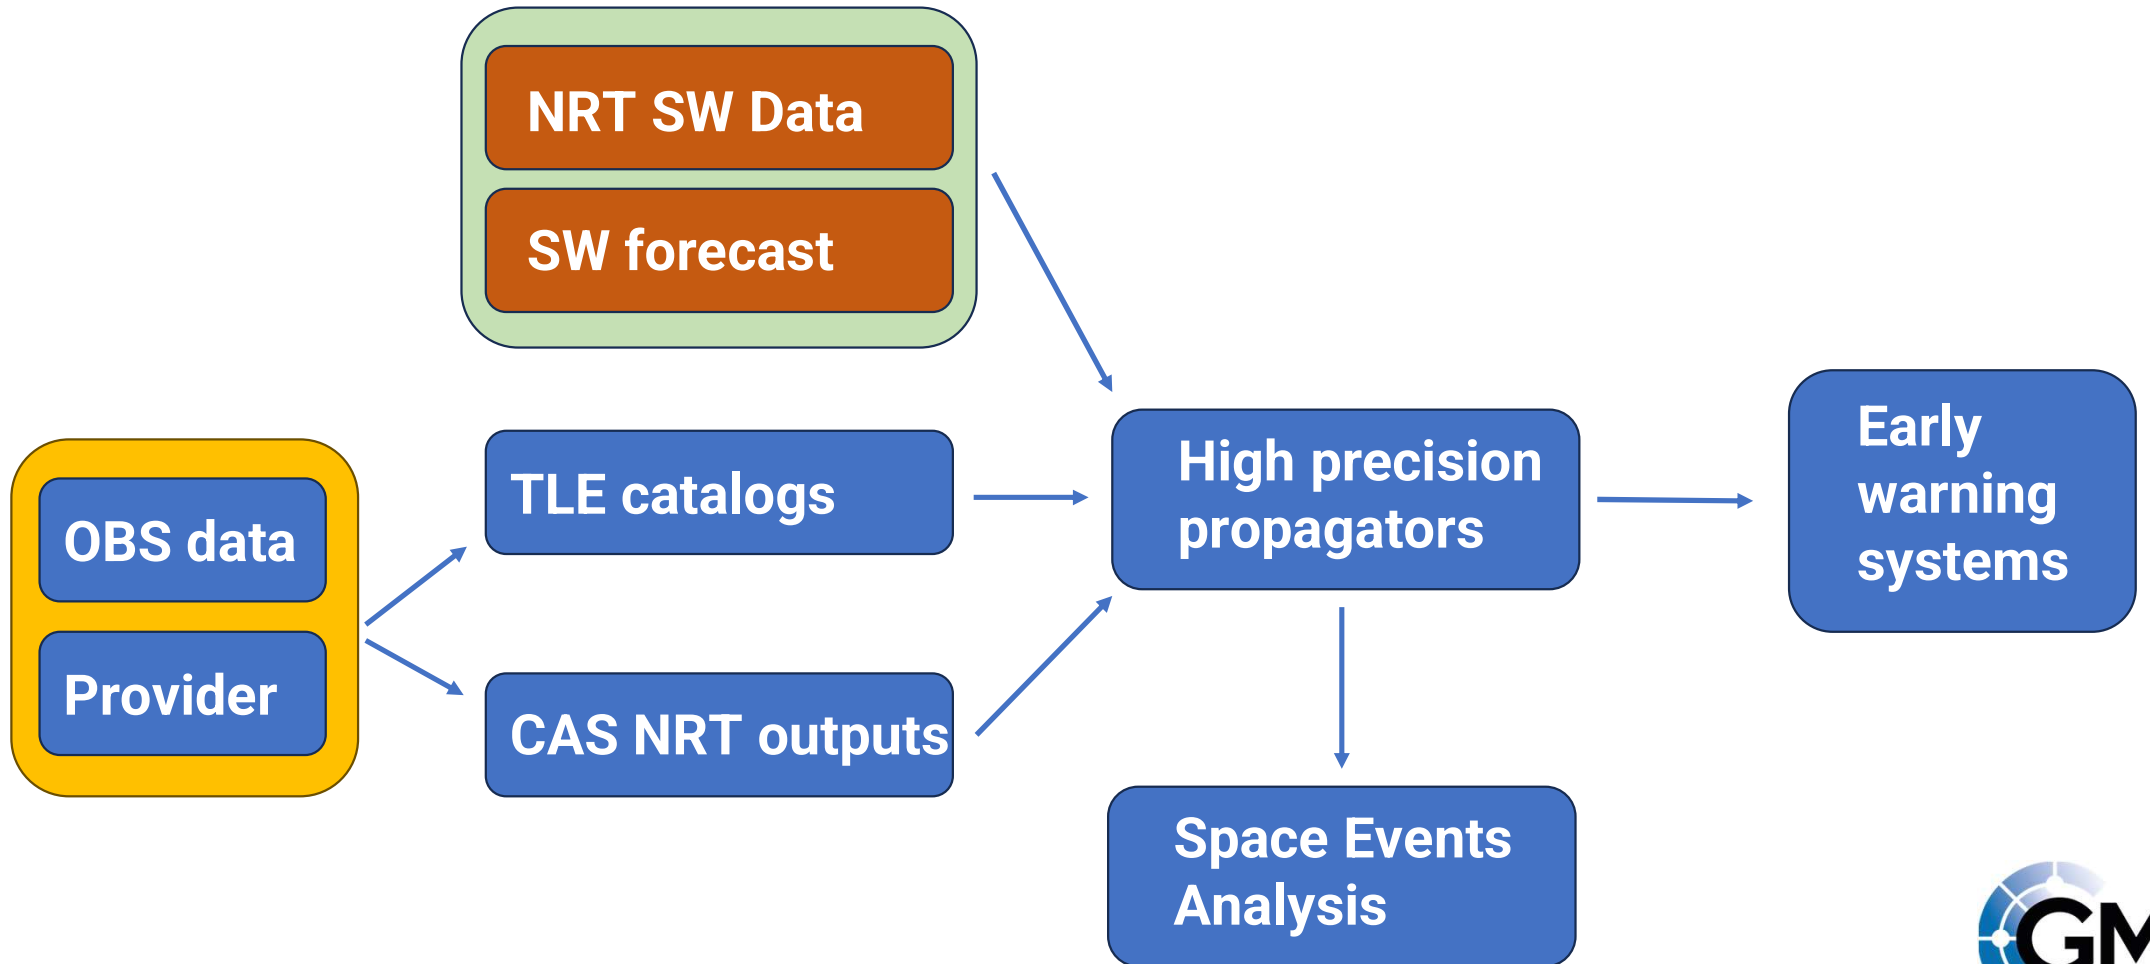 NRT SW Data
SW forecast
OBS data
Provider
TLE catalogs
CAS NRT outputs
High precision
propagators
Early
warning
systems
Space Events
Analysis
GM